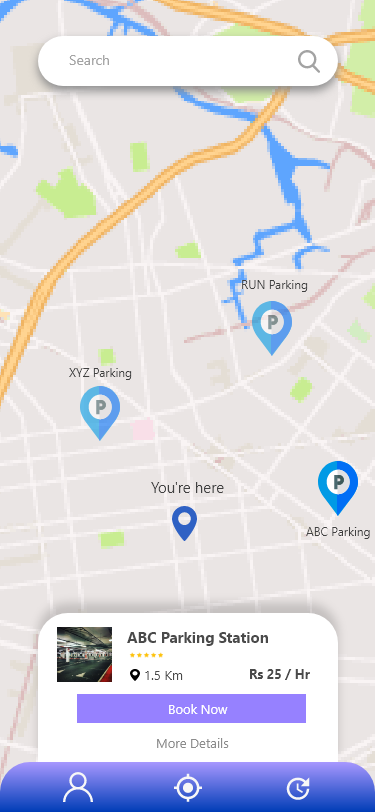 Search
RUN Parking
P
XYZ Parking
P
You're here
P
ABC Parking
ABC Parking Station
1.5 Km
Rs 25 / Hr
Book Now
More Details